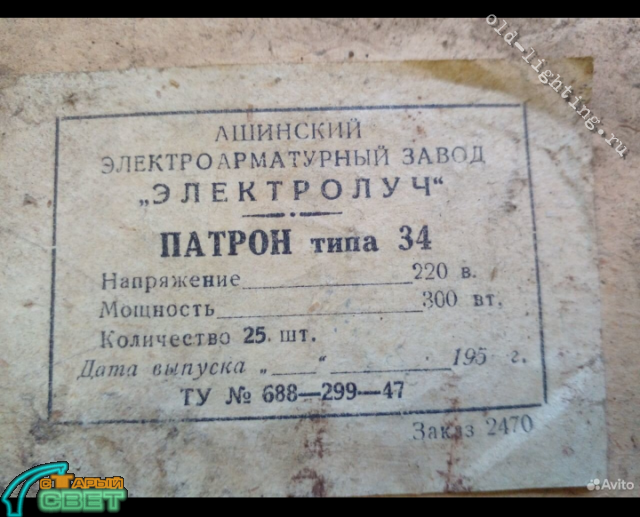 old-lighting.ru
АШИНСКИЙ
ЭЛЕКТРОАРМАТУРНЫЙ ЗАВОД
„ЭЛЕКТРОЛУЧ“
ПАТРОН типа 34
Напряжение 220 в.
Мощность 300 вт.
Количество 25 шт.
Дата выпуска „ “ 195 г.
ТУ № 688—299—47
Заказ 2470
СТАРЫЙ
СВЕТ
Avito